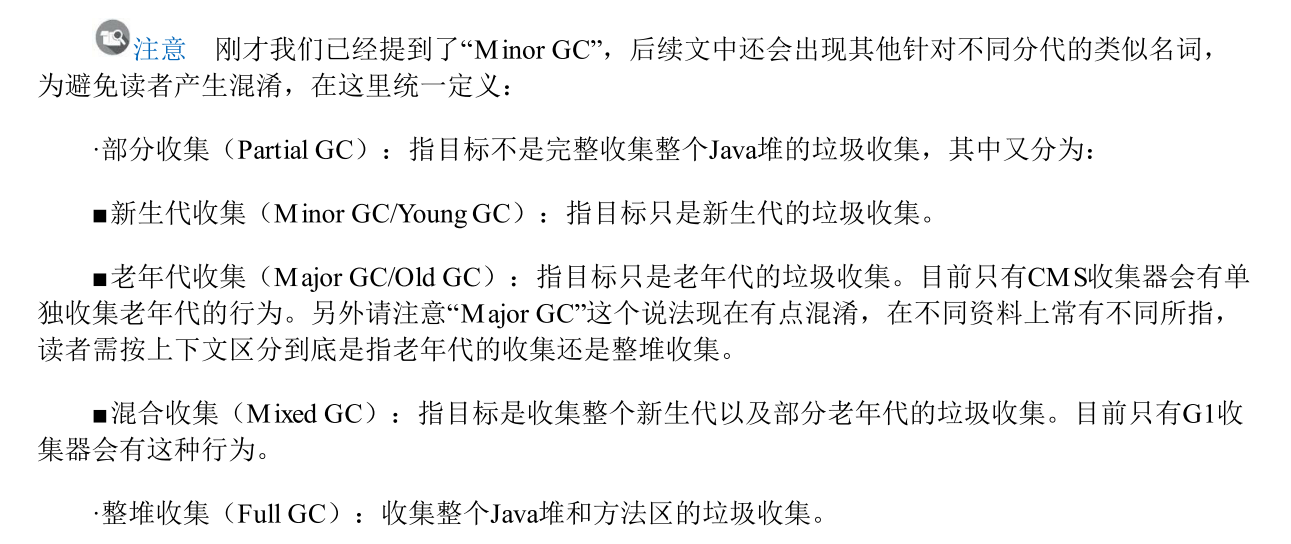 注意　刚才我们已经提到了“Minor GC”，后续文中还会出现其他针对不同分代的类似名词，
为避免读者产生混淆，在这里统一定义：
·部分收集（Partial GC）：指目标不是完整收集整个Java堆的垃圾收集，其中又分为：
■新生代收集（Minor GC/Young GC）：指目标只是新生代的垃圾收集。
■老年代收集（Major GC/Old GC）：指目标只是老年代的垃圾收集。目前只有CMS收集器会有单
独收集老年代的行为。另外请注意“Major GC”这个说法现在有点混淆，在不同资料上常有不同所指，
读者需按上下文区分到底是指老年代的收集还是整堆收集。
■混合收集（Mixed GC）：指目标是收集整个新生代以及部分老年代的垃圾收集。目前只有G1收
集器会有这种行为。
·整堆收集（Full GC）：收集整个Java堆和方法区的垃圾收集。